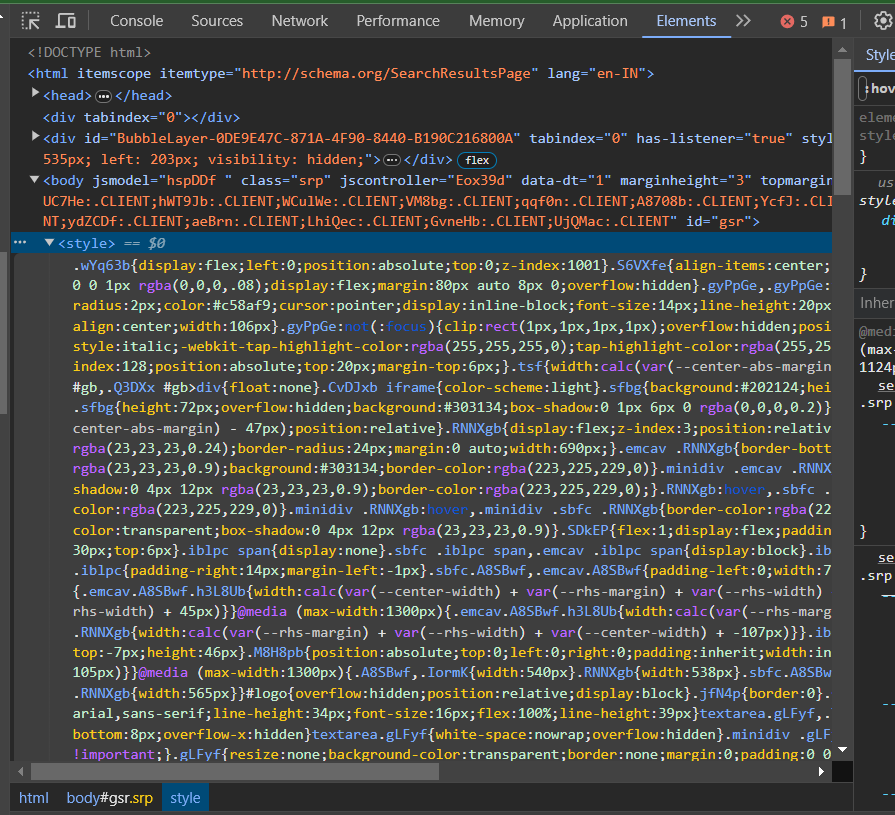 Console Sources Network Performance Memory Application Elements 5 1
<!DOCTYPE html>
<html itemscope itemtype="http://schema.org/SearchResultsPage" lang="en-IN">
<head> </head>
<div tabindex="0"></div>
<div id="BubbleLayer-0DE9E47C-871A-4F90-8440-B190C216800A" tabindex="0" has-listener="true" styl
535px; left: 203px; visibility: hidden;"> </div> flex
<body jsmodel="hspDDf " class="srp" jscontroller="Eox39d" data-dt="1" marginheight="3" topmargin
UC7He:.CLIENT;hWT9Jb:.CLIENT;WCulWe:.CLIENT;VM8bg:.CLIENT;qqf0n:.CLIENT;A8708b:.CLIENT;YcfJ:.CLI
NT;ydZCDf:.CLIENT;aeBrn:.CLIENT;LhiQec:.CLIENT;GvneHb:.CLIENT;UjQMac:.CLIENT" id="gsr">
<style> == $0
.wYq63b{display:flex;left:0;position:absolute;top:0;z-index:1001}.S6VXfe{align-items:center;
0 0 1px rgba(0,0,0,.08);display:flex;margin:80px auto 8px 0;overflow:hidden}.gyPpGe,.gyPpGe:
radius:2px;color:#c58af9;cursor:pointer;display:inline-block;font-size:14px;line-height:20px
align:center;width:106px}.gyPpGe:not(:focus){clip:rect(1px,1px,1px,1px);overflow:hidden;posi
style:italic;-webkit-tap-highlight-color:rgba(255,255,255,0);tap-highlight-color:rgba(255,25
index:128;position:absolute;top:20px;margin-top:6px;}.tsf{width:calc(var(--center-abs-margin
#gb,.Q3DXx #gb>div{float:none}.CvDJxb iframe{color-scheme:light}.sfbg{background:#202124;hei
.sfbg{height:72px;overflow:hidden;background:#303134;box-shadow:0 1px 6px 0 rgba(0,0,0,0.2)}
center-abs-margin) - 47px);position:relative}.RNNXgb{display:flex;z-index:3;position:relativ
rgba(23,23,23,0.24);border-radius:24px;margin:0 auto;width:690px;}.emcav .RNNXgb{border-bott
rgba(23,23,23,0.9);background:#303134;border-color:rgba(223,225,229,0)}.minidiv .emcav .RNNX
shadow:0 4px 12px rgba(23,23,23,0.9);border-color:rgba(223,225,229,0);}.RNNXgb:hover,.sbfc .
color:rgba(223,225,229,0)}.minidiv .RNNXgb:hover,.minidiv .sbfc .RNNXgb{border-color:rgba(22
color:transparent;box-shadow:0 4px 12px rgba(23,23,23,0.9)}.SDkEP{flex:1;display:flex;paddin
30px;top:6px}.iblpc span{display:none}.sbfc .iblpc span,.emcav .iblpc span{display:block}.ib
.iblpc{padding-right:14px;margin-left:-1px}.sbfc.A8SBwf,.emcav.A8SBwf{padding-left:0;width:7
{.emcav.A8SBwf.h3L8Ub{width:calc(var(--center-width) + var(--rhs-margin) + var(--rhs-width)
rhs-width) + 45px)}}@media (max-width:1300px){.emcav.A8SBwf.h3L8Ub{width:calc(var(--rhs-marg
.RNNXgb{width:calc(var(--rhs-margin) + var(--rhs-width) + var(--center-width) + -107px)}}.ib
top:-7px;height:46px}.M8H8pb{position:absolute;top:0;left:0;right:0;padding:inherit;width:in
105px)}}@media (max-width:1300px){.A8SBwf,.IormK{width:540px}.RNNXgb{width:538px}.sbfc.A8SBw
.RNNXgb{width:565px}}#logo{overflow:hidden;position:relative;display:block}.jfN4p{border:0}.
arial,sans-serif;line-height:34px;font-size:16px;flex:100%;line-height:39px}textarea.gLFyf,.
bottom:8px;overflow-x:hidden}textarea.gLFyf{white-space:nowrap;overflow:hidden}.minidiv .gLF
!important;}.gLFyf{resize:none;background-color:transparent;border:none;margin:0;padding:0 0
html body#gsr.srp style
Style
:hov
eleme
style
}
us
style
di
}
Inher
@medi
(max-
1124p
se
.srp
--
}
se
.srp
--
--